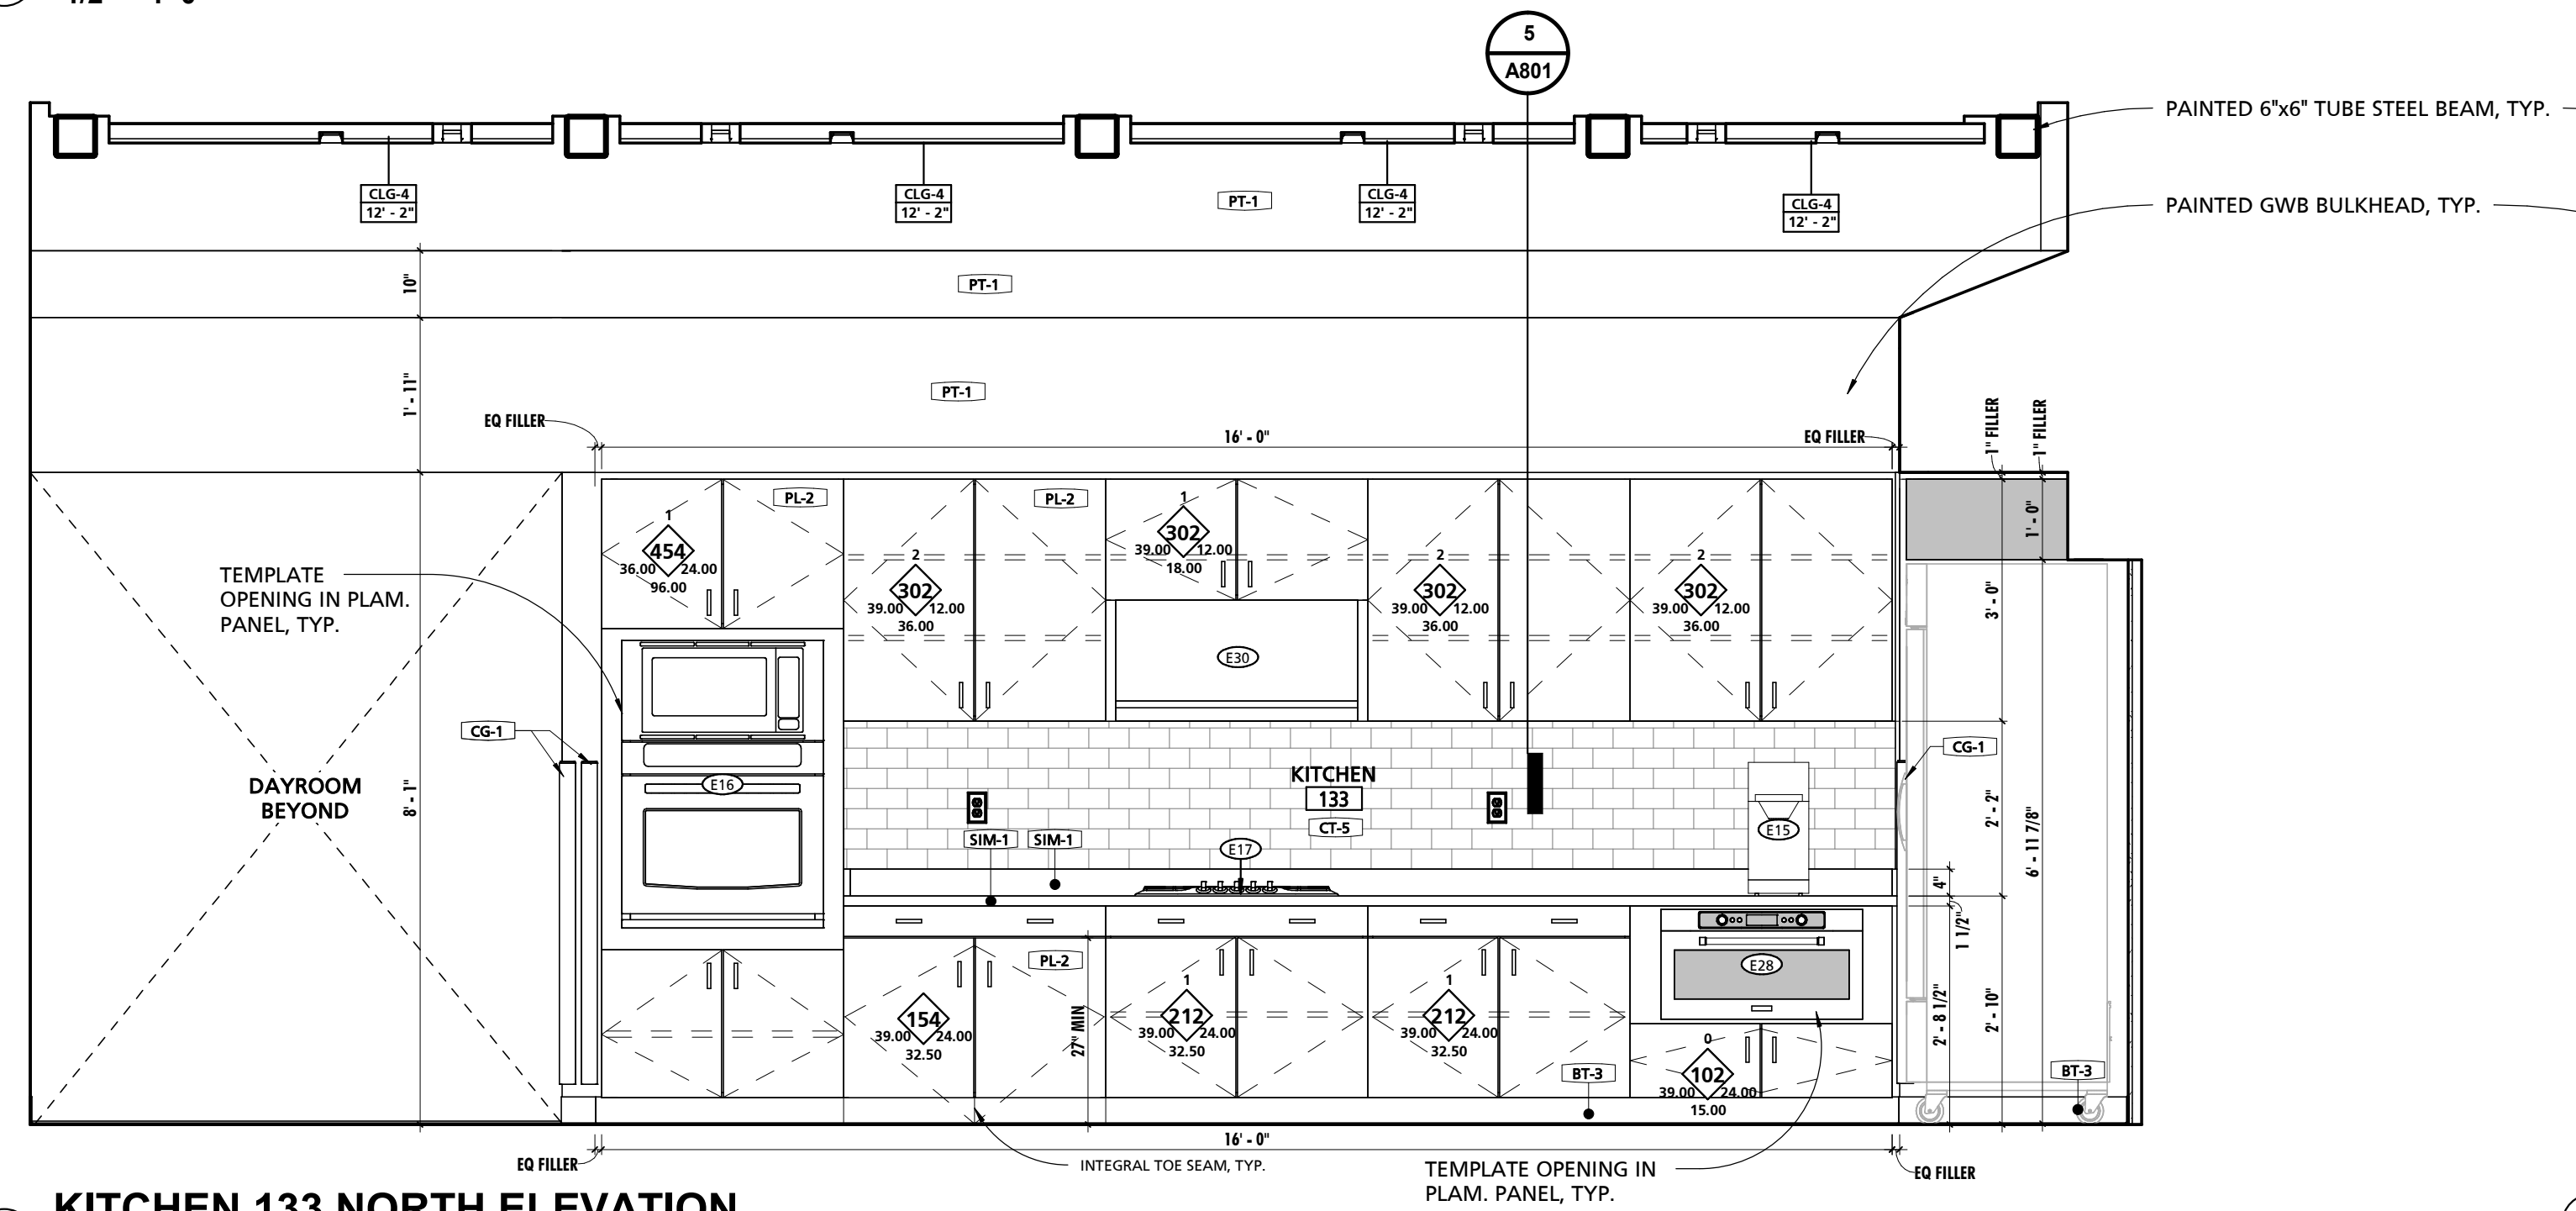 5
A801
PAINTED 6"x6" TUBE STEEL BEAM, TYP.
CLG-4
12' - 2"
CLG-4
12' - 2"
PT-1
CLG-4
12' - 2"
CLG-4
12' - 2"
PAINTED GWB BULKHEAD, TYP.
10"
PT-1
1' - 11"
PT-1
EQ FILLER
16' - 0"
EQ FILLER
1" FILLER
1" FILLER
PL-2
PL-2
1
454
36.00
24.00
96.00
2
302
39.00
12.00
36.00
1
302
39.00
12.00
18.00
2
302
39.00
12.00
36.00
2
302
39.00
12.00
36.00
1' - 0"
3' - 0"
TEMPLATE
OPENING IN PLAM.
PANEL, TYP.
E30
CG-1
CG-1
DAYROOM
BEYOND
8' - 1"
E16
KITCHEN
133
CT-5
SIM-1
SIM-1
E17
E15
2' - 2"
6' - 11 7/8"
4"
1 1/2"
PL-2
E28
154
39.00
24.00
32.50
27" MIN
1
212
39.00
24.00
32.50
1
212
39.00
24.00
32.50
0
102
39.00
24.00
15.00
2' - 8 1/2"
2' - 10"
BT-3
BT-3
16' - 0"
EQ FILLER
INTEGRAL TOE SEAM, TYP.
TEMPLATE OPENING IN
PLAM. PANEL, TYP.
EQ FILLER
KITCHEN 133 NORTH ELEVATION